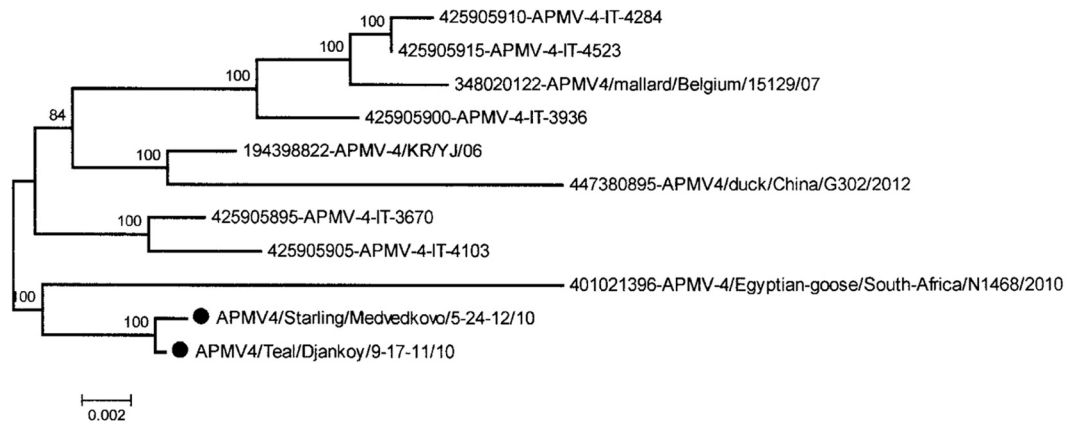 100
425905910-APMV-4-IT-4284
100
425905915-APMV-4-IT-4523
100
348020122-APMV4/mallard/Belgium/15129/07
84
425905900-APMV-4-IT-3936
100
194398822-APMV-4/KR/YJ/06
447380895-APMV4/duck/China/G302/2012
100
425905895-APMV-4-IT-3670
425905905-APMV-4-IT-4103
401021396-APMV-4/Egyptian-goose/South-Africa/N1468/2010
100
100
APMV4/Starling/Medvedkovo/5-24-12/10
APMV4/Teal/Djankoy/9-17-11/10
0.002